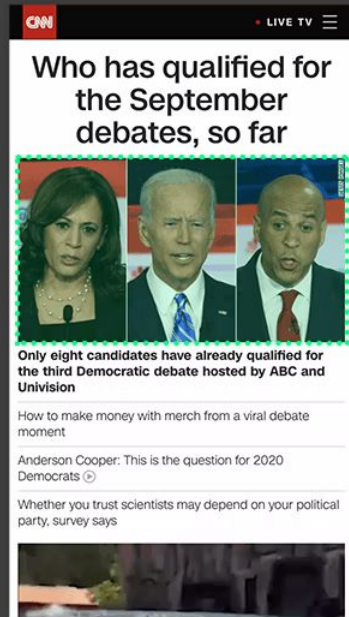 CNN
LIVE TV
Who has qualified for
the September
debates, so far
Only eight candidates have already qualified for
the third Democratic debate hosted by ABC and
Univision
How to make money with merch from a viral debate
moment
Anderson Cooper: This is the question for 2020
Democrats
Whether you trust scientists may depend on your political
party, survey says